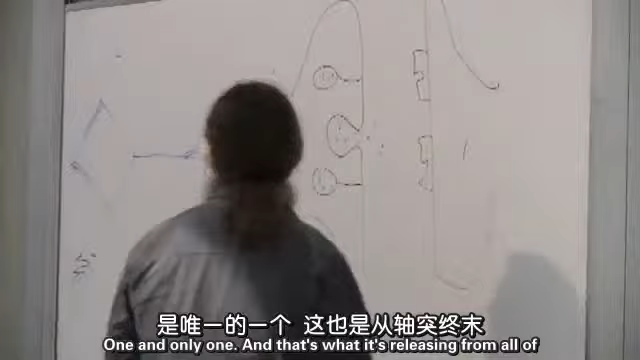 是唯一的一个 这也是从轴突终末
One and only one. And that's what it's releasing from all of